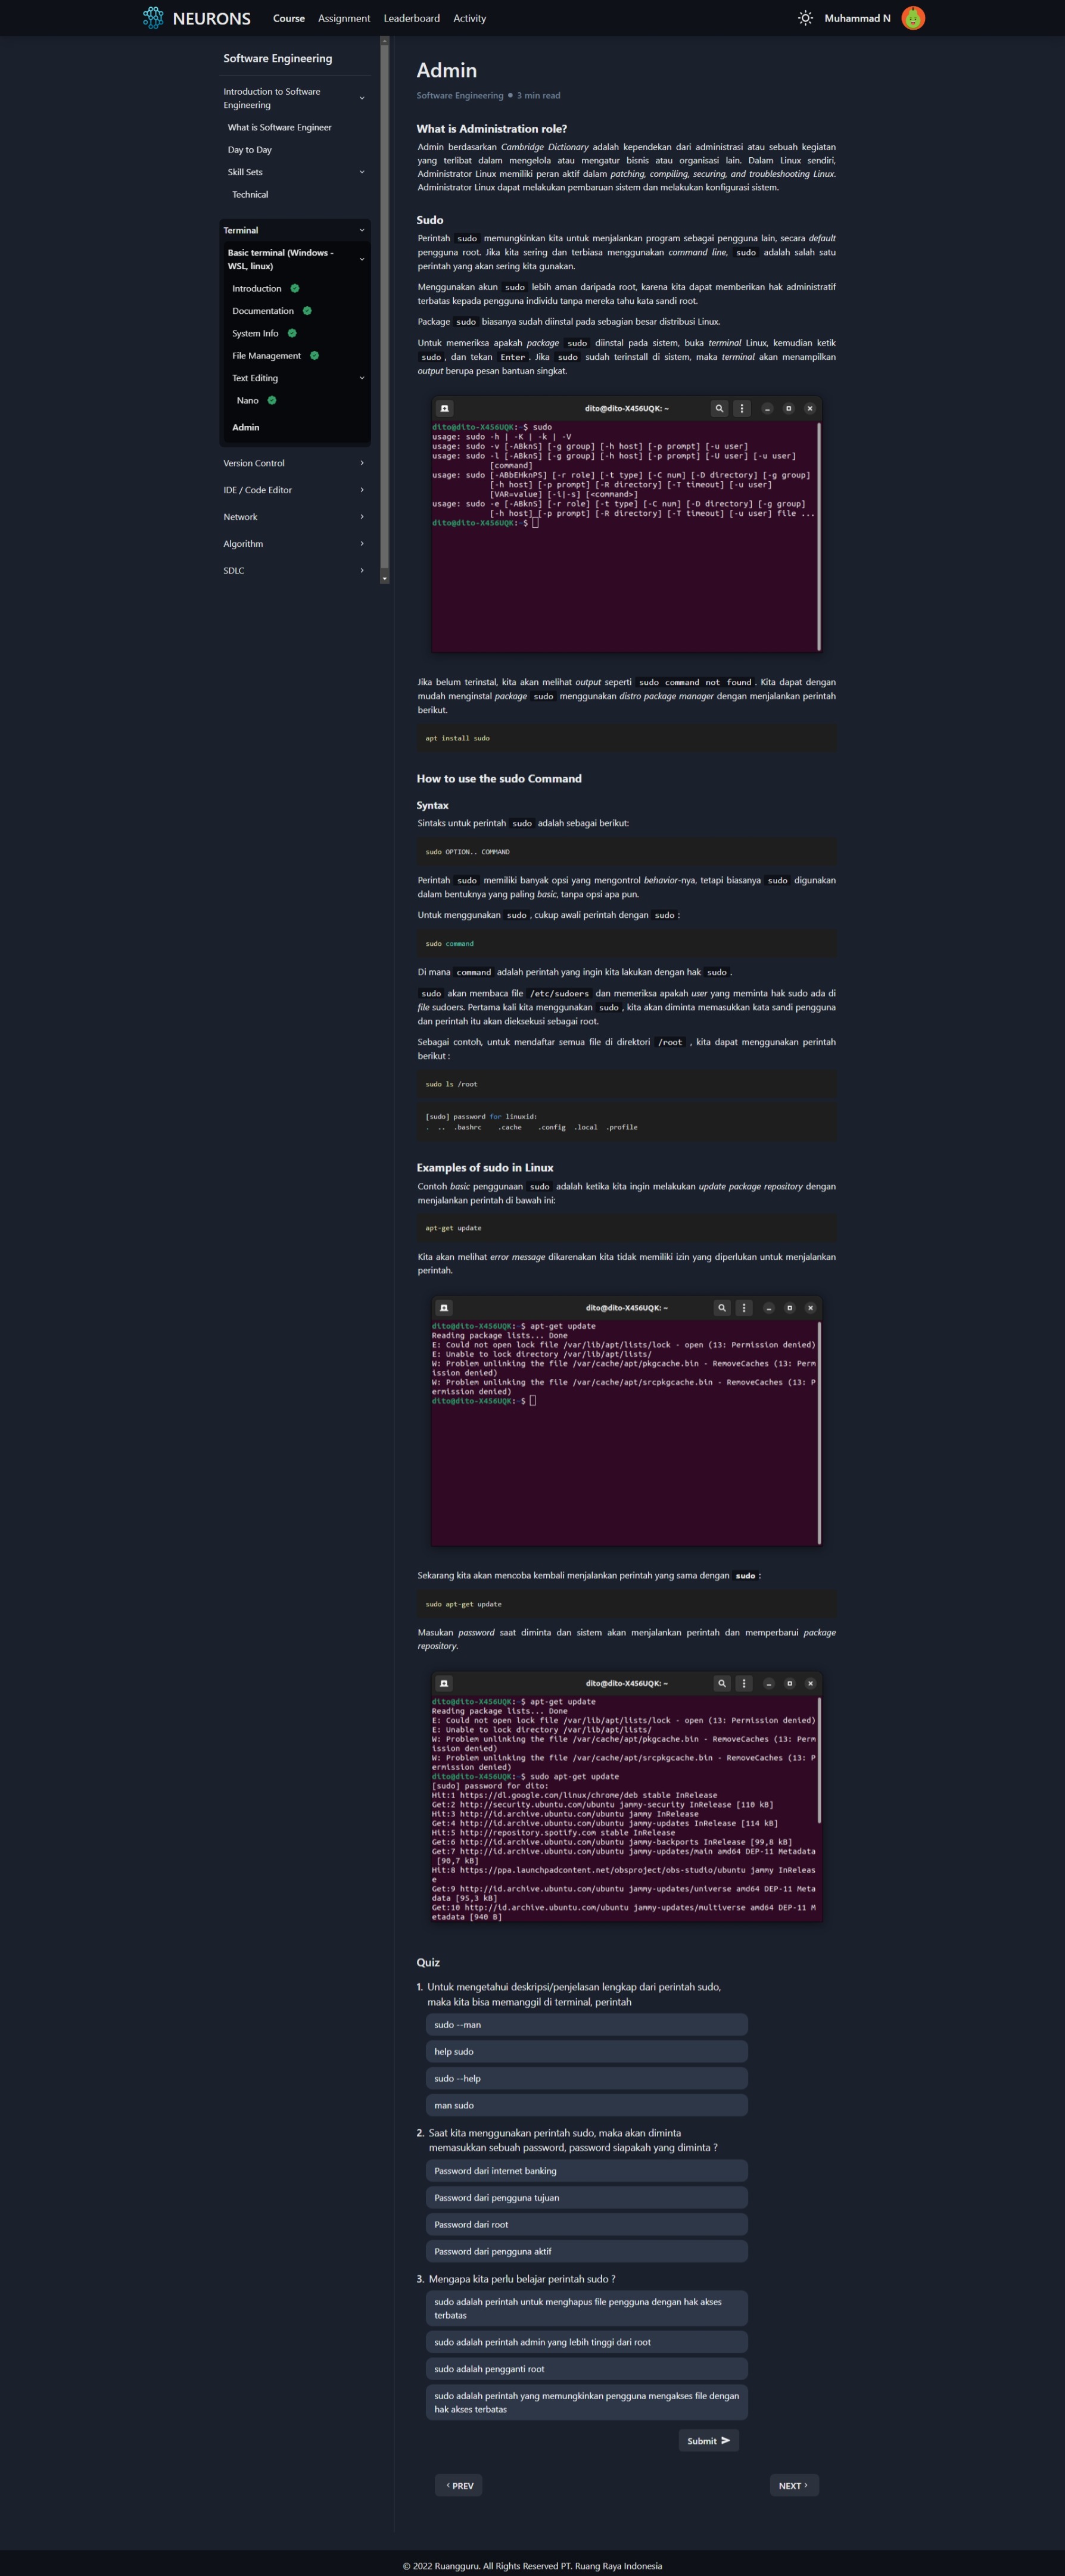 NEURONS
Course Assignment Leaderboard Activity
Muhammad N
Software Engineering
Introduction to Software
Engineering
What is Software Engineer
Day to Day
Skill Sets
Technical
Terminal
Basic terminal (Windows -
WSL, linux)
Introduction
Documentation
System Info
File Management
Text Editing
Nano
Admin
Version Control
IDE / Code Editor
Network
Algorithm
SDLC
Admin
Software Engineering • 3 min read
What is Administration role?
Admin berdasarkan Cambridge Dictionary adalah kependekan dari administrasi atau sebuah kegiatan
yang terlibat dalam mengelola atau mengatur bisnis atau organisasi lain. Dalam Linux sendiri,
Administrator Linux memiliki peran aktif dalam patching, compiling, securing, and troubleshooting Linux.
Administrator Linux dapat melakukan pembaruan sistem dan melakukan konfigurasi sistem.
Sudo
Perintah sudo memungkinkan kita untuk menjalankan program sebagai pengguna lain, secara default
pengguna root. Jika kita sering dan terbiasa menggunakan command line, sudo adalah salah satu
perintah yang akan sering kita gunakan.
Menggunakan akun sudo lebih aman daripada root, karena kita dapat memberikan hak administratif
terbatas kepada pengguna individu tanpa mereka tahu kata sandi root.
Package sudo biasanya sudah diinstal pada sebagian besar distribusi Linux.
Untuk memeriksa apakah package sudo diinstal pada sistem, buka terminal Linux, kemudian ketik
sudo, dan tekan Enter. Jika sudo sudah terinstall di sistem, maka terminal akan menampilkan
output berupa pesan bantuan singkat.
dito@dito-X456UQK: ~
dito@dito-X456UQK:~$ sudo
usage: sudo -h | -K | -k | -V
usage: sudo -v [-ABknS] [-g group] [-h host] [-p prompt] [-u user]
usage: sudo -l [-ABknS] [-g group] [-h host] [-p prompt] [-U user] [-u user]
[command]
usage: sudo [-ABbEHknPS] [-r role] [-t type] [-C num] [-D directory] [-g group]
[-h host] [-p prompt] [-R directory] [-T timeout] [-u user]
[VAR=value] [-i|-s] [<command>]
usage: sudo -e [-ABknS] [-r role] [-t type] [-C num] [-D directory] [-g group]
[-h host] [-p prompt] [-R directory] [-T timeout] [-u user] file ...
dito@dito-X456UQK:~$
Jika belum terinstal, kita akan melihat output seperti sudo command not found. Kita dapat dengan
mudah menginstal package sudo menggunakan distro package manager dengan menjalankan perintah
berikut.
apt install sudo
How to use the sudo Command
Syntax
Sintaks untuk perintah sudo adalah sebagai berikut:
sudo OPTION.. COMMAND
Perintah sudo memiliki banyak opsi yang mengontrol behavior-nya, tetapi biasanya sudo digunakan
dalam bentuknya yang paling basic, tanpa opsi apa pun.
Untuk menggunakan sudo, cukup awali perintah dengan sudo:
sudo command
Di mana command adalah perintah yang ingin kita lakukan dengan hak sudo.
sudo akan membaca file /etc/sudoers dan memeriksa apakah user yang meminta hak sudo ada di
file sudoers. Pertama kali kita menggunakan sudo, kita akan diminta memasukkan kata sandi pengguna
dan perintah itu akan dieksekusi sebagai root.
Sebagai contoh, untuk mendaftar semua file di direktori /root , kita dapat menggunakan perintah
berikut :
sudo ls /root
[sudo] password for linuxid:
. .. .bashrc .cache .config .local .profile
Examples of sudo in Linux
Contoh basic penggunaan sudo adalah ketika kita ingin melakukan update package repository dengan
menjalankan perintah di bawah ini:
apt-get update
Kita akan melihat error message dikarenakan kita tidak memiliki izin yang diperlukan untuk menjalankan
perintah.
dito@dito-X456UQK: ~
dito@dito-X456UQK:~$ apt-get update
Reading package lists... Done
E: Could not open lock file /var/lib/apt/lists/lock - open (13: Permission denied)
E: Unable to lock directory /var/lib/apt/lists/
W: Problem unlinking the file /var/cache/apt/pkgcache.bin - RemoveCaches (13: Perm
ission denied)
W: Problem unlinking the file /var/cache/apt/srcpkgcache.bin - RemoveCaches (13: P
ermission denied)
dito@dito-X456UQK:~$
Sekarang kita akan mencoba kembali menjalankan perintah yang sama dengan sudo:
sudo apt-get update
Masukan password saat diminta dan sistem akan menjalankan perintah dan memperbarui package
repository.
dito@dito-X456UQK: ~
dito@dito-X456UQK:~$ apt-get update
Reading package lists... Done
E: Could not open lock file /var/lib/apt/lists/lock - open (13: Permission denied)
E: Unable to lock directory /var/lib/apt/lists/
W: Problem unlinking the file /var/cache/apt/pkgcache.bin - RemoveCaches (13: Perm
ission denied)
W: Problem unlinking the file /var/cache/apt/srcpkgcache.bin - RemoveCaches (13: P
ermission denied)
dito@dito-X456UQK:~$ sudo apt-get update
[sudo] password for dito:
Hit:1 https://dl.google.com/linux/chrome/deb stable InRelease
Get:2 http://security.ubuntu.com/ubuntu jammy-security InRelease [110 kB]
Hit:3 http://id.archive.ubuntu.com/ubuntu jammy InRelease
Get:4 http://id.archive.ubuntu.com/ubuntu jammy-updates InRelease [114 kB]
Hit:5 http://repository.spotify.com stable InRelease
Get:6 http://id.archive.ubuntu.com/ubuntu jammy-backports InRelease [99,8 kB]
Get:7 http://id.archive.ubuntu.com/ubuntu jammy-updates/main amd64 DEP-11 Metadata
[90,7 kB]
Hit:8 https://ppa.launchpadcontent.net/obsproject/obs-studio/ubuntu jammy InReleas
e
Get:9 http://id.archive.ubuntu.com/ubuntu jammy-updates/universe amd64 DEP-11 Meta
data [95,3 kB]
Get:10 http://id.archive.ubuntu.com/ubuntu jammy-updates/multiverse amd64 DEP-11 M
etadata [940 B]
Quiz
1. Untuk mengetahui deskripsi/penjelasan lengkap dari perintah sudo,
maka kita bisa memanggil di terminal, perintah
sudo --man
help sudo
sudo --help
man sudo
2. Saat kita menggunakan perintah sudo, maka akan diminta
memasukkan sebuah password, password siapakah yang diminta ?
Password dari internet banking
Password dari pengguna tujuan
Password dari root
Password dari pengguna aktif
3. Mengapa kita perlu belajar perintah sudo ?
sudo adalah perintah untuk menghapus file pengguna dengan hak akses
terbatas
sudo adalah perintah admin yang lebih tinggi dari root
sudo adalah pengganti root
sudo adalah perintah yang memungkinkan pengguna mengakses file dengan
hak akses terbatas
Submit
PREV
NEXT
© 2022 Ruangguru. All Rights Reserved PT. Ruang Raya Indonesia